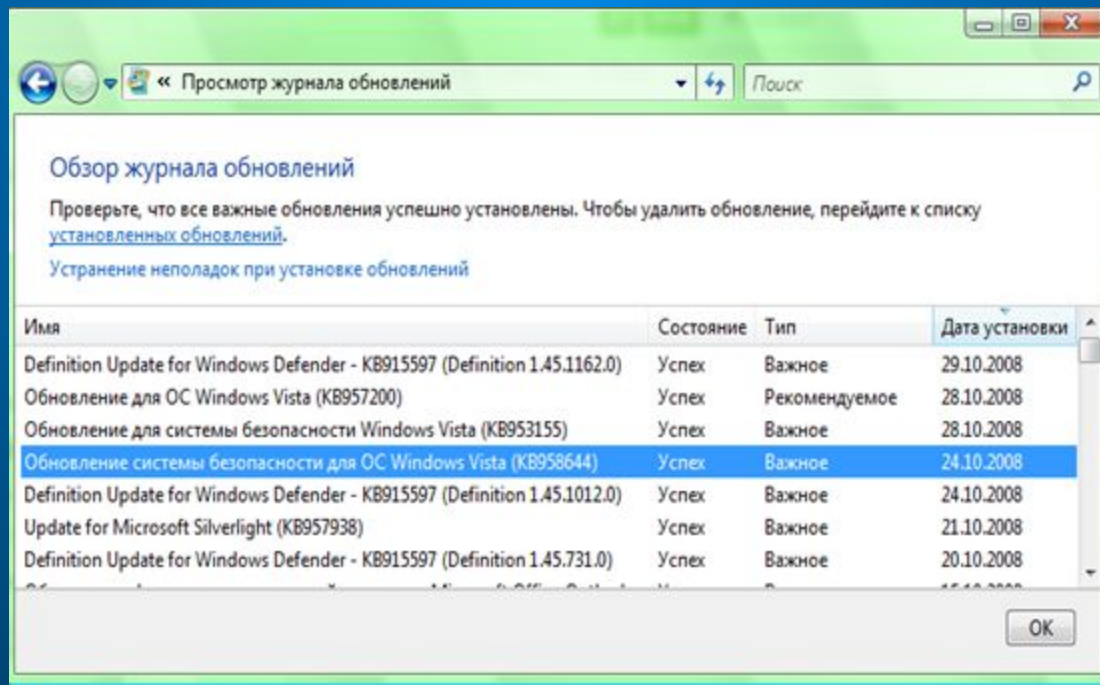 « Просмотр журнала обновлений Поиск
Обзор журнала обновлений
Проверьте, что все важные обновления успешно установлены. Чтобы удалить обновление, перейдите к списку
установленных обновлений.
Устранение неполадок при установке обновлений
Имя Состояние Тип Дата установки
Definition Update for Windows Defender - KB915597 (Definition 1.45.1162.0) Успех Важное 29.10.2008
Обновление для ОС Windows Vista (KB957200) Успех Рекомендуемое 28.10.2008
Обновление для системы безопасности Windows Vista (KB953155) Успех Важное 28.10.2008
Обновление системы безопасности для ОС Windows Vista (KB958644) Успех Важное 24.10.2008
Definition Update for Windows Defender - KB915597 (Definition 1.45.1012.0) Успех Важное 24.10.2008
Update for Microsoft Silverlight (KB957938) Успех Важное 21.10.2008
Definition Update for Windows Defender - KB915597 (Definition 1.45.731.0) Успех Важное 20.10.2008
OK